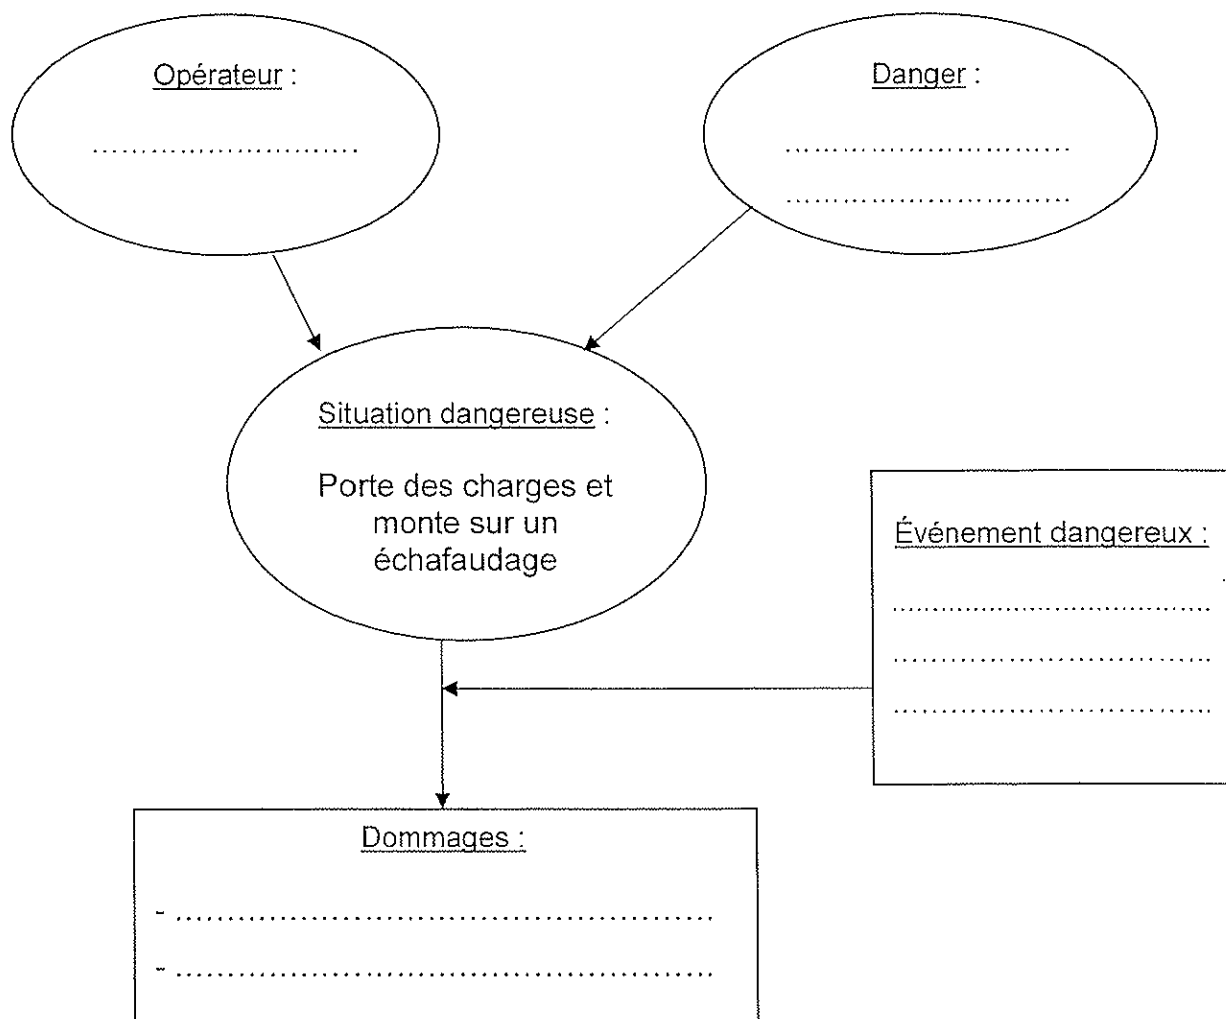 Opérateur :
..............................
Danger :
................................
................................
Situation dangereuse :
Porte des charges et
monte sur un
échafaudage
Événement dangereux :
....................................
....................................
....................................
Dommages :
- .............................................................
- .............................................................